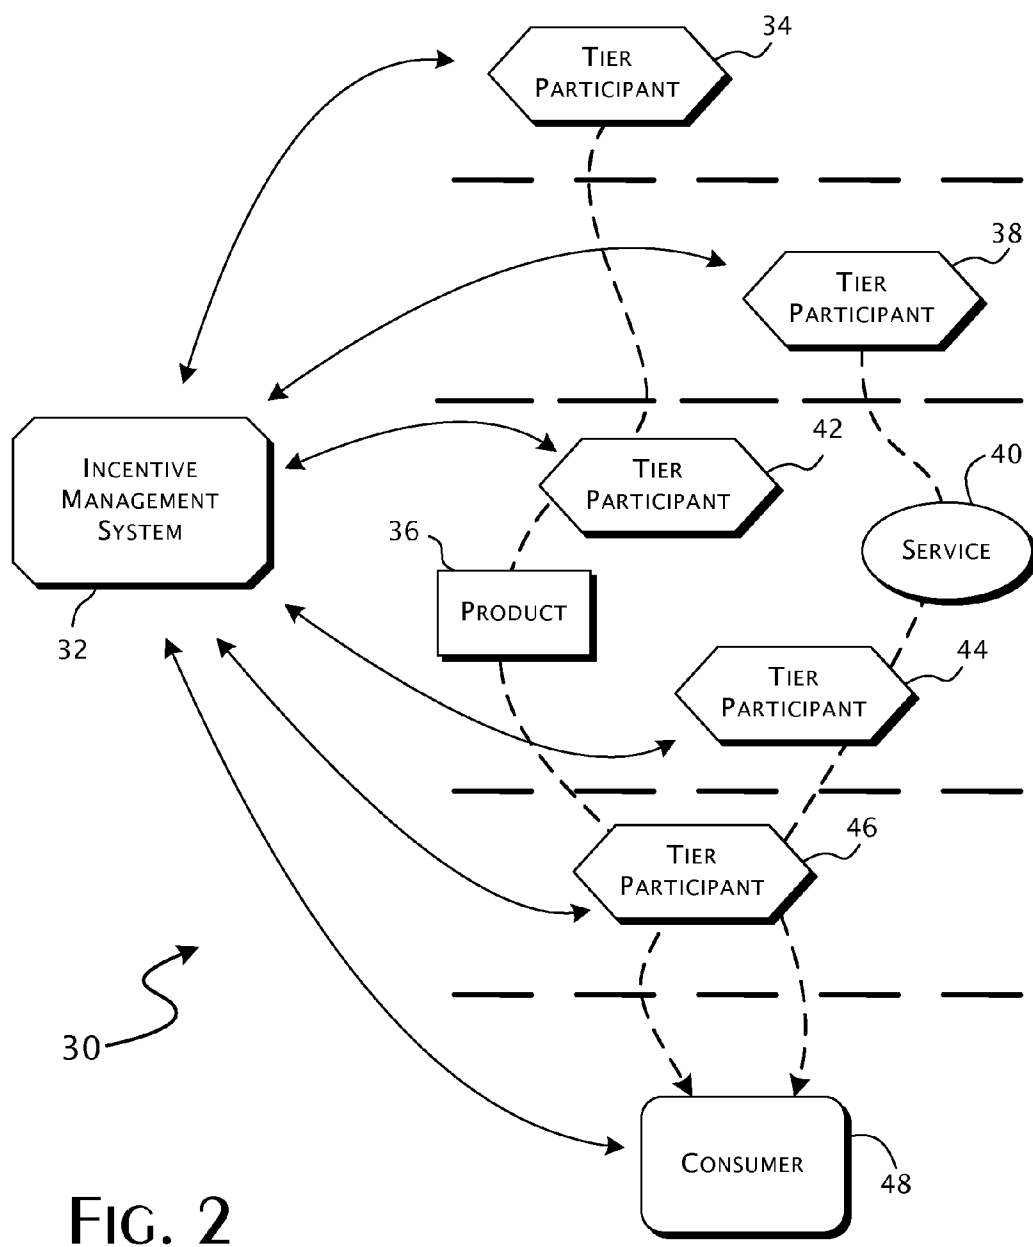 34
TIER
PARTICIPANT
38
TIER
PARTICIPANT
42
TIER
PARTICIPANT
40
SERVICE
INCENTIVE
MANAGEMENT
SYSTEM
32
36
PRODUCT
44
TIER
PARTICIPANT
46
TIER
PARTICIPANT
30
CONSUMER
48
FIG. 2